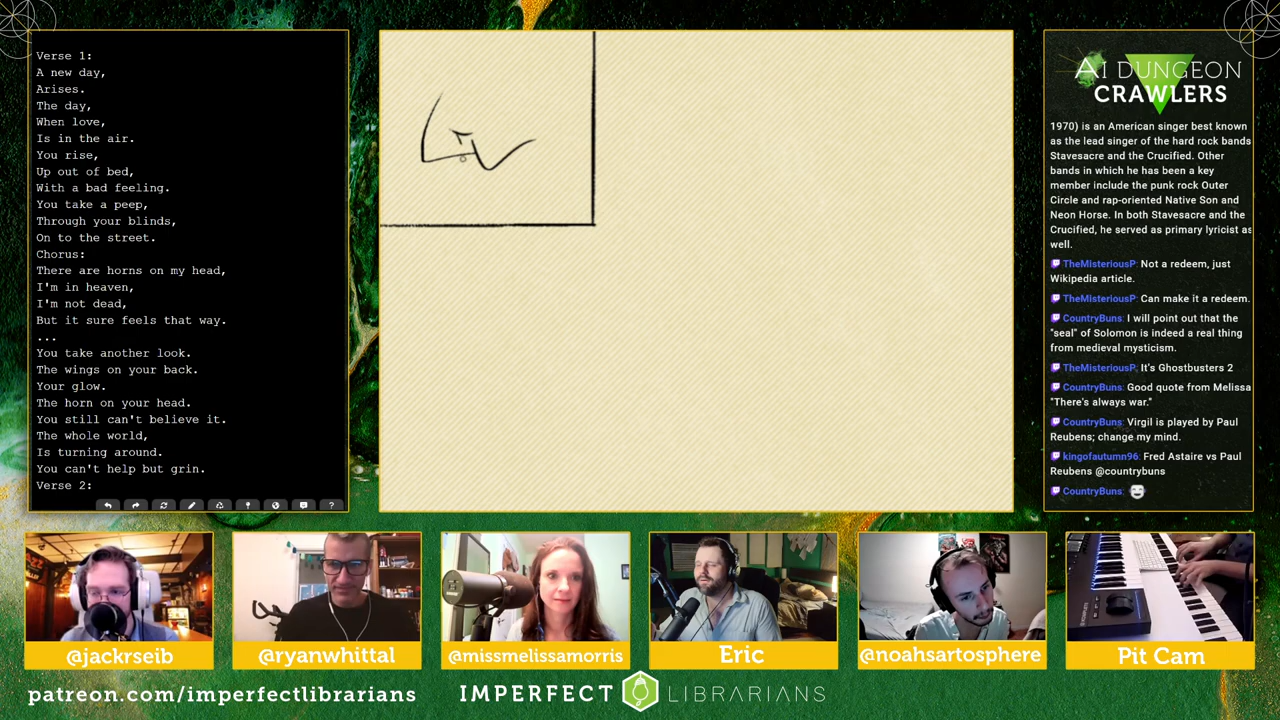 Verse 1:
A new day,
Arises.
The day,
When love,
Is in the air.
You rise,
Up out of bed,
With a bad feeling.
You take a peep,
Through your blinds,
On to the street.
Chorus:
There are horns on my head,
I'm in heaven,
I'm not dead,
But it sure feels that way.
...
You take another look.
The wings on your back.
Your glow.
The horn on your head.
You still can't believe it.
The whole world,
Is turning around.
You can't help but grin.
Verse 2:
?
AI DUNGEON
CRAWLERS
1970) is an American singer best known
as the lead singer of the hard rock bands
Stavesacre and the Crucified. Other
bands in which he has been a key
member include the punk rock Outer
Circle and rap-oriented Native Son and
Neon Horse. In both Stavesacre and the
Crucified, he served as primary lyricist as
well.
TheMisteriousP: Not a redeem, just
Wikipedia article.
TheMisteriousP: Can make it a redeem.
CountryBuns: I will point out that the
"seal" of Solomon is indeed a real thing
from medieval mysticism.
TheMisteriousP: It's Ghostbusters 2
CountryBuns: Good quote from Melissa
"There's always war."
CountryBuns: Virgil is played by Paul
Reubens; change my mind.
kingofautumn96: Fred Astaire vs Paul
Reubens @countrybuns
CountryBuns:
@jackrseib
@ryanwhittal
@missmelissamorris
Eric
@noahsartosphere
Pit Cam
patreon.com/imperfectlibrarians
IMPERFECT LIBRARIANS